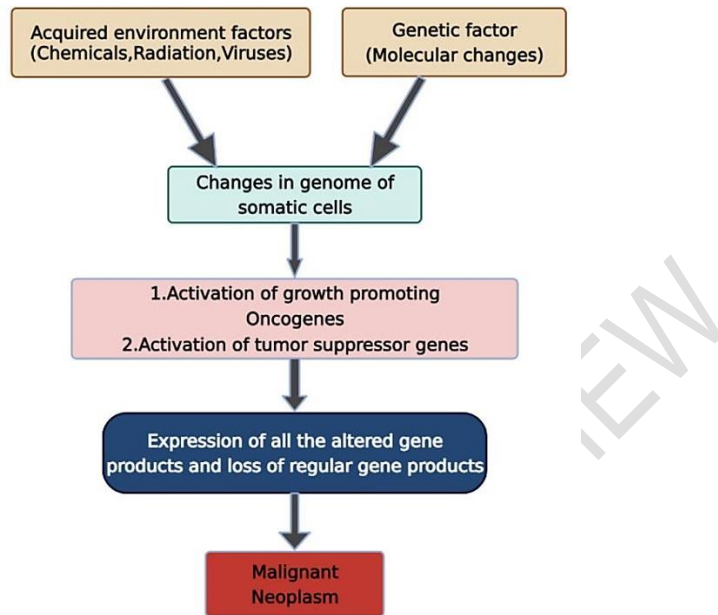 Acquired environment factors
(Chemicals,Radiation,Viruses)
Genetic factor
(Molecular changes)
Changes in genome of
somatic cells
1.Activation of growth promoting
Oncogenes
2.Activation of tumor suppressor genes
Expression of all the altered gene
products and loss of regular gene products
Malignant
Neoplasm